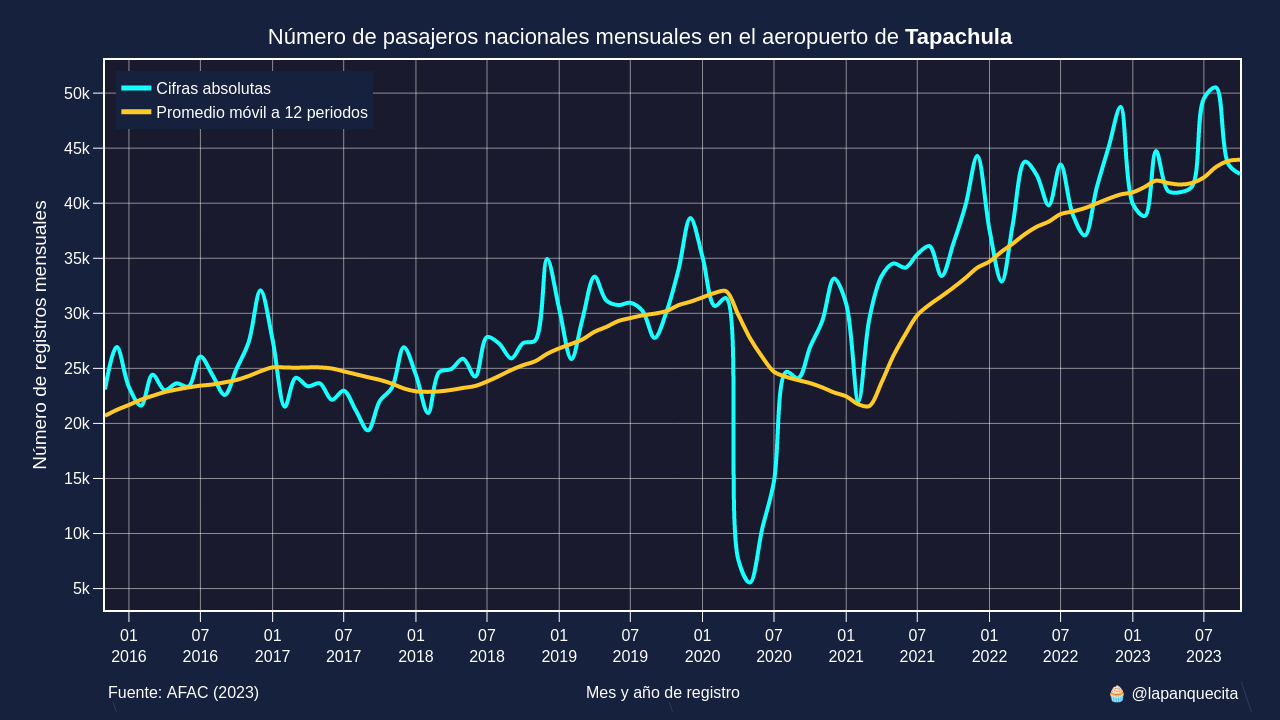 Número de pasajeros nacionales mensuales en el aeropuerto de Tapachula
Cifras absolutas
Promedio móvil a 12 periodos
Número de registros mensuales
50k
45k
40k
35k
30k
25k
20k
15k
10k
5k
01 07 01 07 01 07 01 07 01 07 01 07 01 07 01 07
2016 2016 2017 2017 2018 2018 2019 2019 2020 2020 2021 2021 2022 2022 2023 2023
Fuente: AFAC (2023) Mes y año de registro 🧁 @lapanquecita